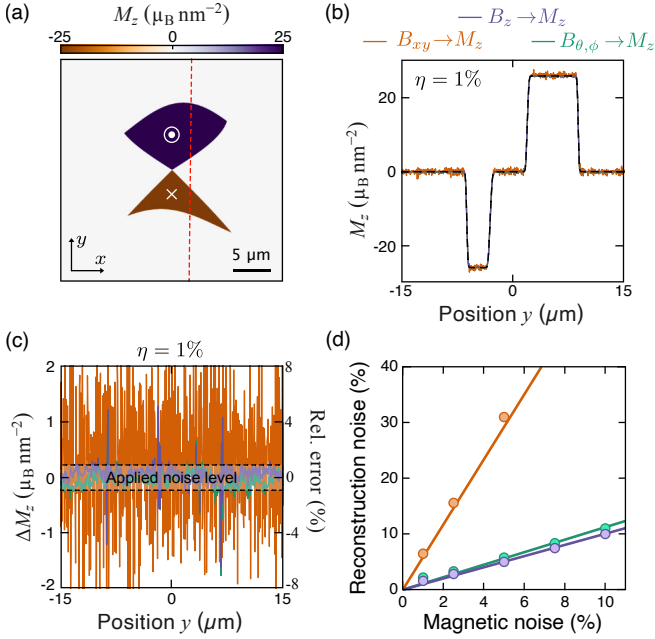 (a)
M_z (μ_B nm⁻²)
-25 0 25
y
x
5 μm
(b)
B_z→M_z
B_xy→M_z B_θ,ϕ→M_z
η = 1%
M_z (μ_B nm⁻²)
20
0
-20
-15 0 15
Position y (μm)
(c)
η = 1%
ΔM_z (μ_B nm⁻²)
2
1
0
-1
-2
Applied noise level
8
4
0
-4
-8
Rel. error (%)
-15 0 15
Position y (μm)
(d)
Reconstruction noise (%)
40
30
20
10
0
0 2 4 6 8 10
Magnetic noise (%)